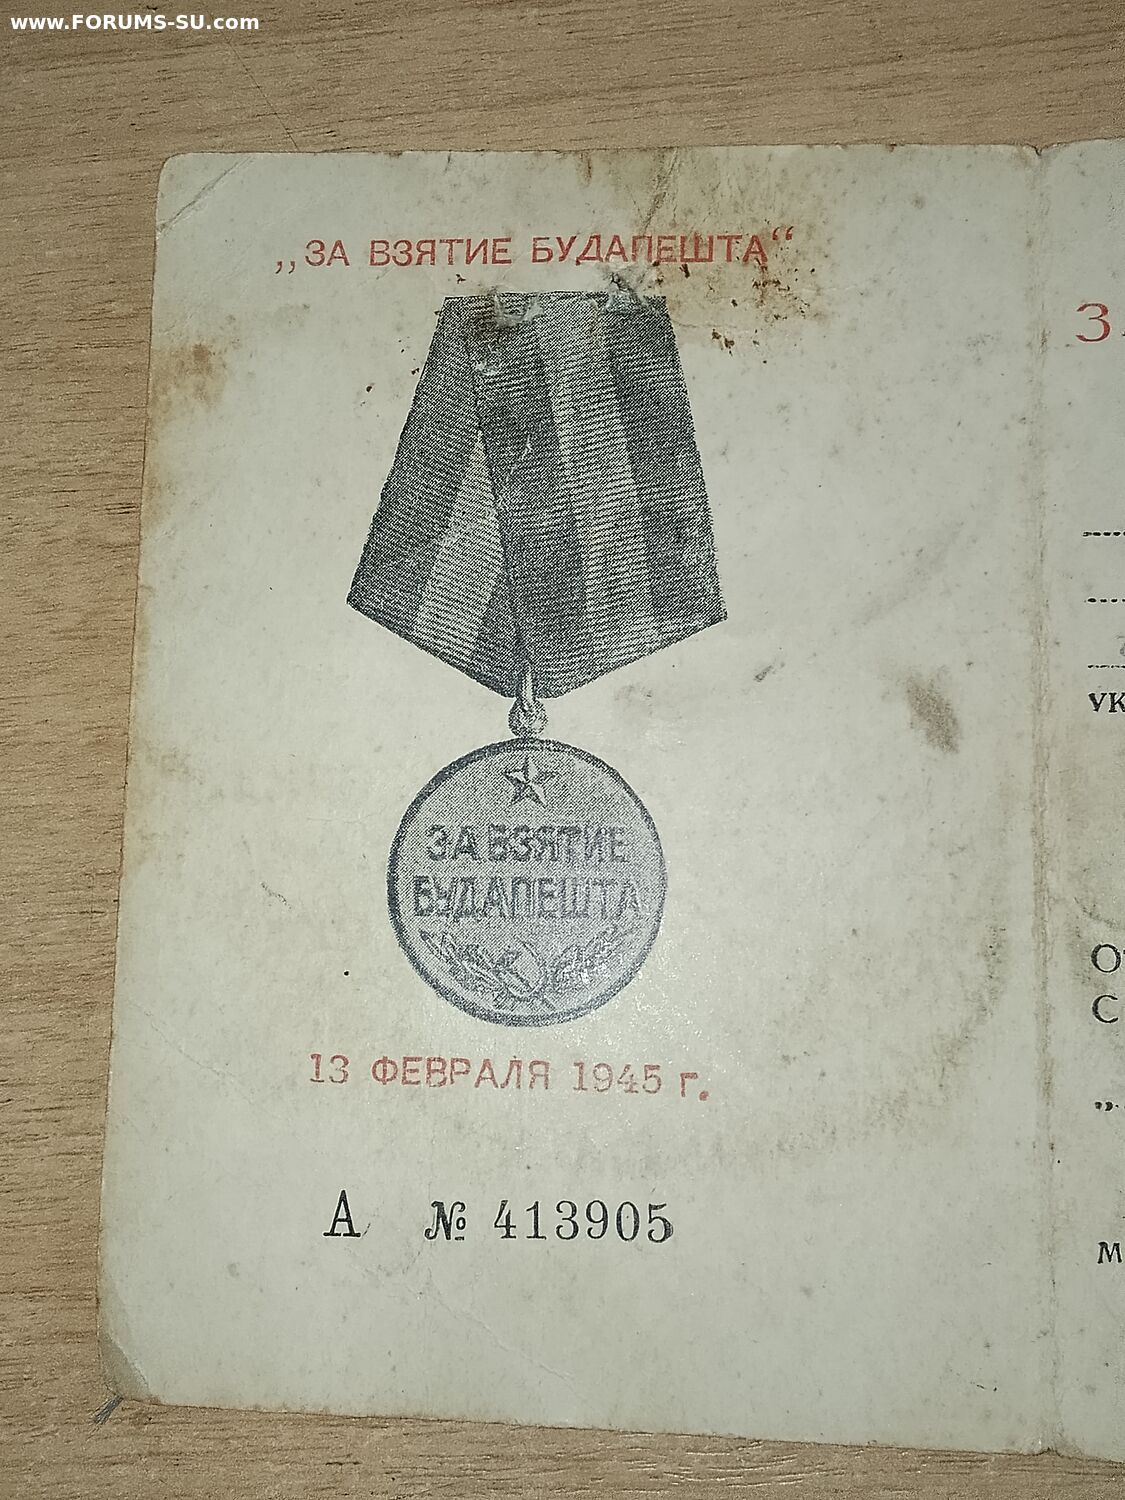 www.FORUMS-SU.com
„ЗА ВЗЯТИЕ БУДАПЕШТА“
ЗА ВЗЯТИЕ
БУДАПЕШТА
13 ФЕВРАЛЯ 1945 г.
А № 413905